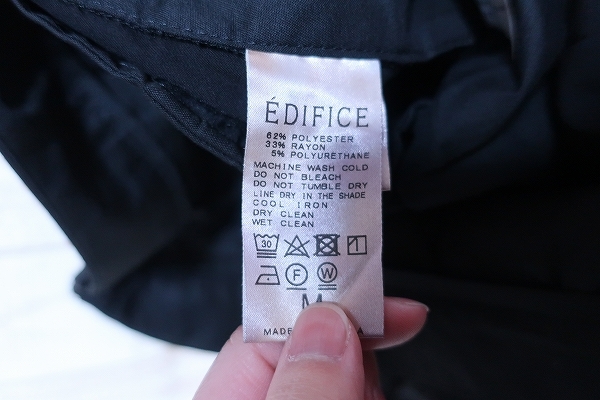 ÉDIFICE
62% POLYESTER
33% RAYON
5% POLYURETHANE
MACHINE WASH COLD
DO NOT BLEACH
DO NOT TUMBLE DRY
LINE DRY IN THE SHADE
COOL IRON
DRY CLEAN
WET CLEAN
30
F W
M
MADE